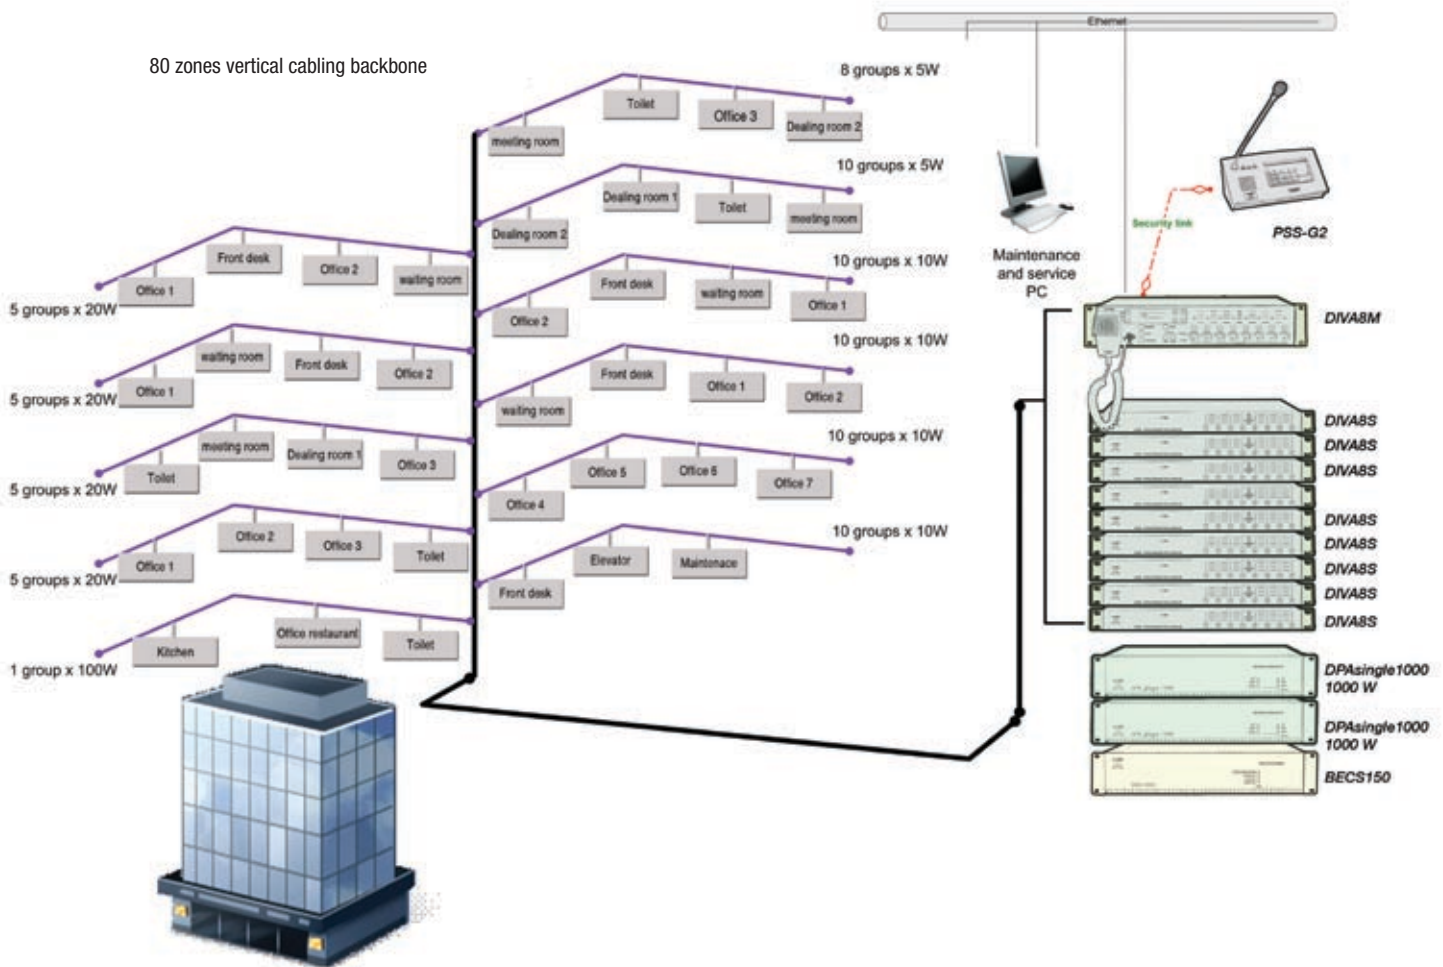 Ethernet
80 zones vertical cabling backbone
8 groups x 5W
meeting room
Toilet
Office 3
Dealing room 2
10 groups x 5W
Dealing room 2
Dealing room 1
Toilet
meeting room
10 groups x 10W
Office 2
Front desk
waiting room
Office 1
10 groups x 10W
waiting room
Front desk
Office 1
Office 2
10 groups x 10W
Office 4
Office 5
Office 6
Office 7
10 groups x 10W
Front desk
Elevator
Maintenace
Office 1
Front desk
Office 2
waiting room
5 groups x 20W
Office 1
waiting room
Front desk
Office 2
5 groups x 20W
Toilet
meeting room
Dealing room 1
Office 3
5 groups x 20W
Office 1
Office 2
Office 3
Toilet
5 groups x 20W
Kitchen
Office restaurant
Toilet
1 group x 100W
Maintenance
and service
PC
Security link
PSS-G2
DIVA8M
DIVA8S
DIVA8S
DIVA8S
DIVA8S
DIVA8S
DIVA8S
DIVA8S
DIVA8S
DPAsingle1000
1000 W
DPAsingle1000
1000 W
BECS150